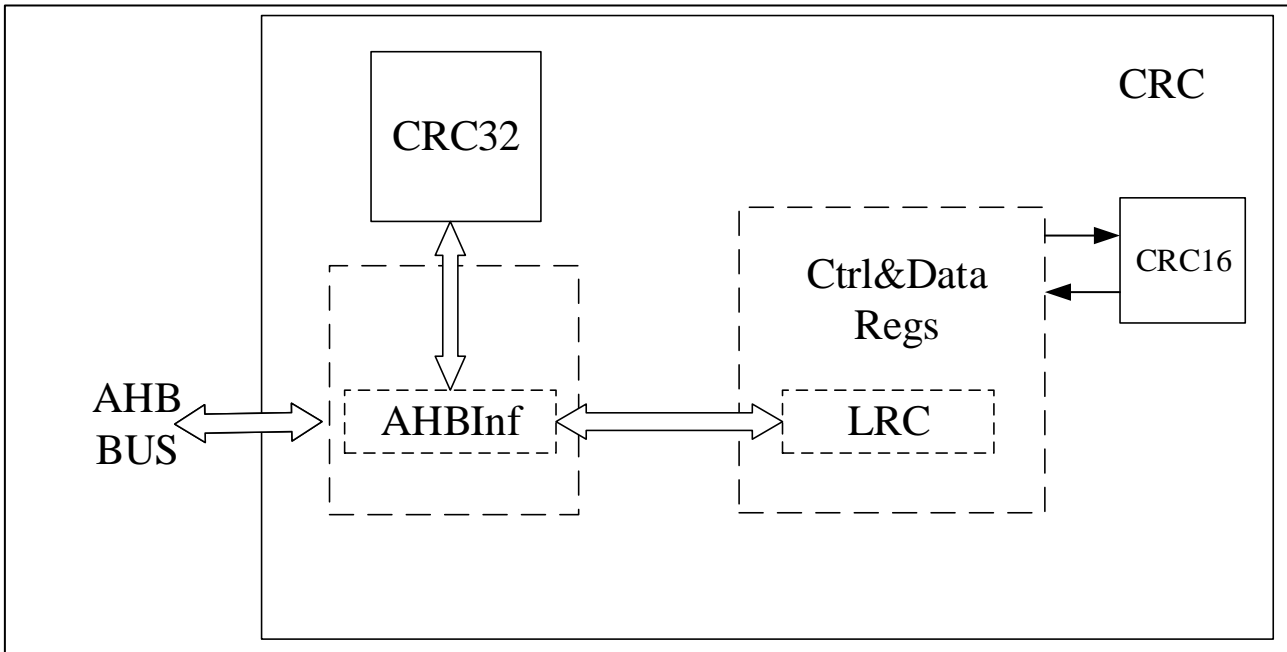 CRC
CRC32
CRC16
Ctrl&Data
Regs
AHB
BUS
AHBInf
LRC